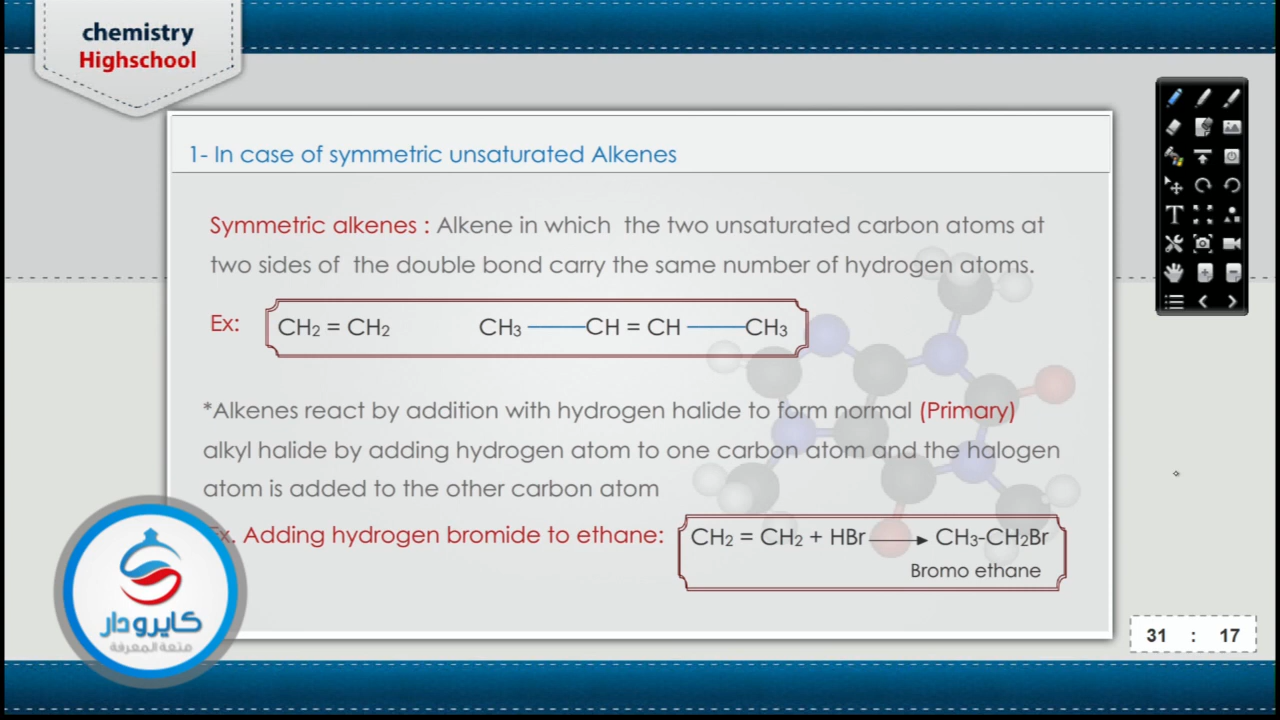 chemistry
Highschool
1- In case of symmetric unsaturated Alkenes
Symmetric alkenes : Alkene in which the two unsaturated carbon atoms at
two sides of the double bond carry the same number of hydrogen atoms.
Ex: CH₂ = CH₂ CH₃ —— CH = CH —— CH₃
*Alkenes react by addition with hydrogen halide to form normal (Primary)
alkyl halide by adding hydrogen atom to one carbon atom and the halogen
atom is added to the other carbon atom
Ex. Adding hydrogen bromide to ethane: CH₂ = CH₂ + HBr ⟶ CH₃-CH₂Br
Bromo ethane
كايرودار
متعة المعرفة
31 : 17